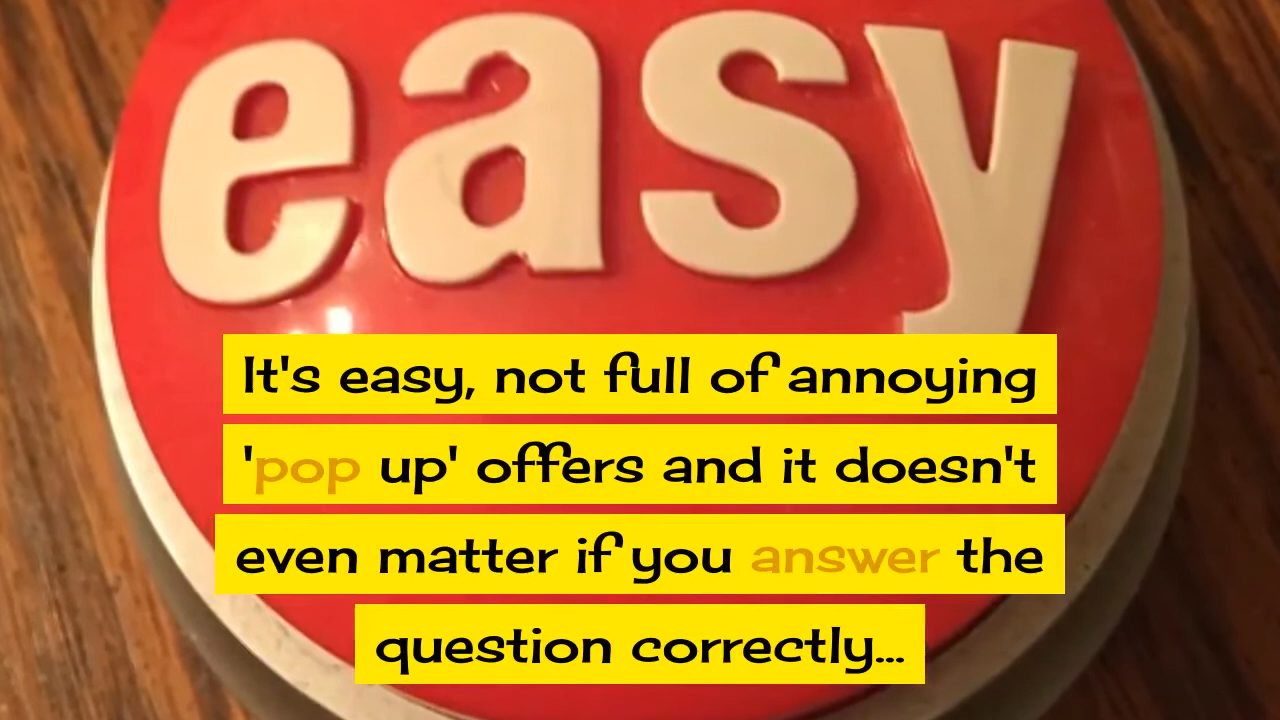 easy
It's easy, not full of annoying
'pop up' offers and it doesn't
even matter if you answer the
question correctly...